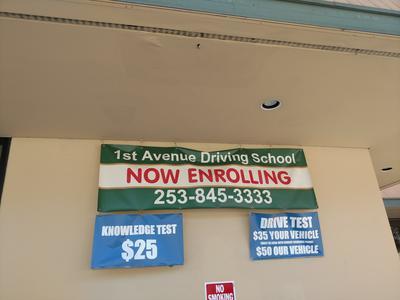 1st Avenue Driving School
NOW ENROLLING
253-845-3333
KNOWLEDGE TEST
$25
DRIVE TEST
$35 YOUR VEHICLE
$50 OUR VEHICLE
NO
SMOKING